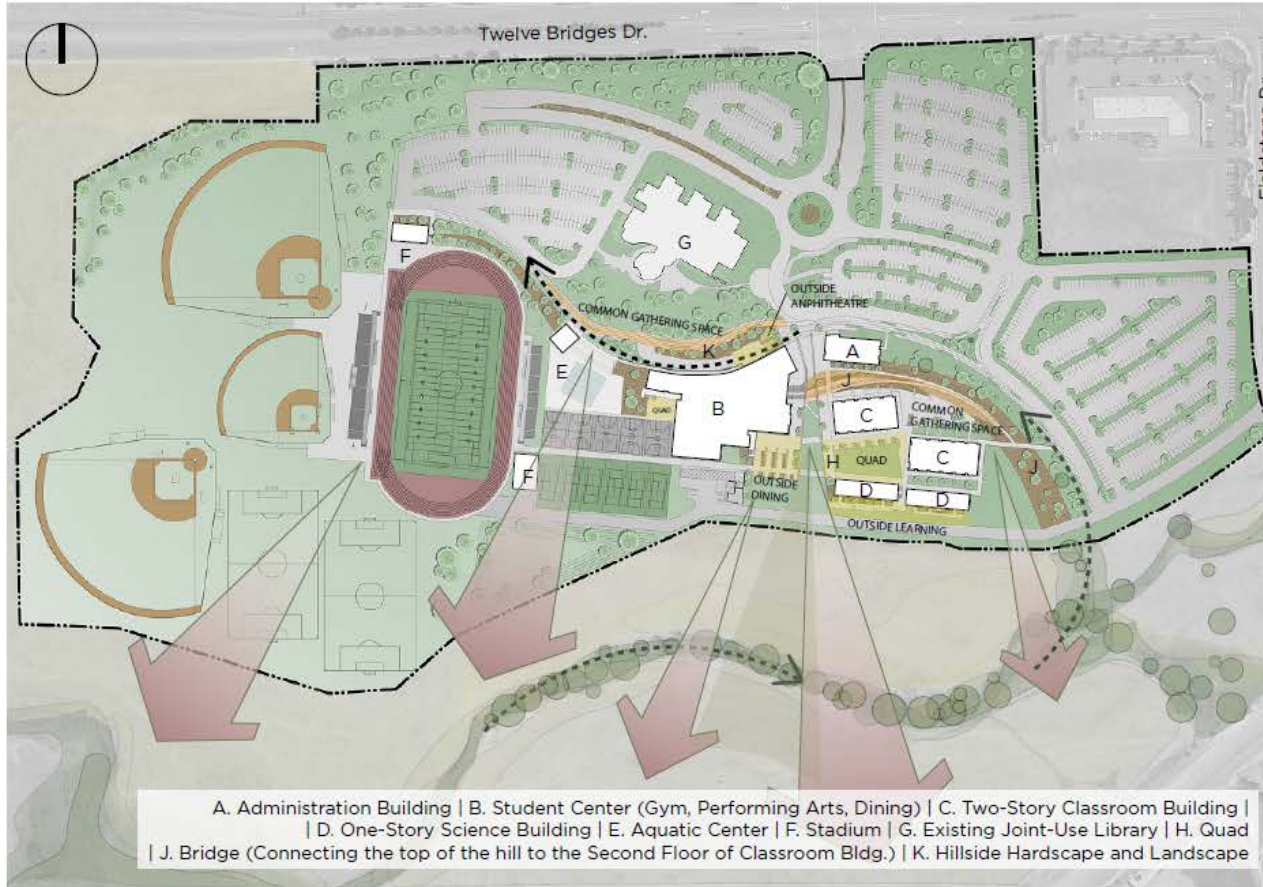 Twelve Bridges Dr.
G
F
OUTSIDE
ANPHITHEATRE
COMMON GATHERING SPACE
K
A
E
J
B
QUAD
C
COMMON
GATHERING SPACE
C
H
QUAD
J
F
OUTSIDE
DINING
D
D
OUTSIDE LEARNING
A. Administration Building | B. Student Center (Gym, Performing Arts, Dining) | C. Two-Story Classroom Building |
| D. One-Story Science Building | E. Aquatic Center | F. Stadium | G. Existing Joint-Use Library | H. Quad
| J. Bridge (Connecting the top of the hill to the Second Floor of Classroom Bldg.) | K. Hillside Hardscape and Landscape